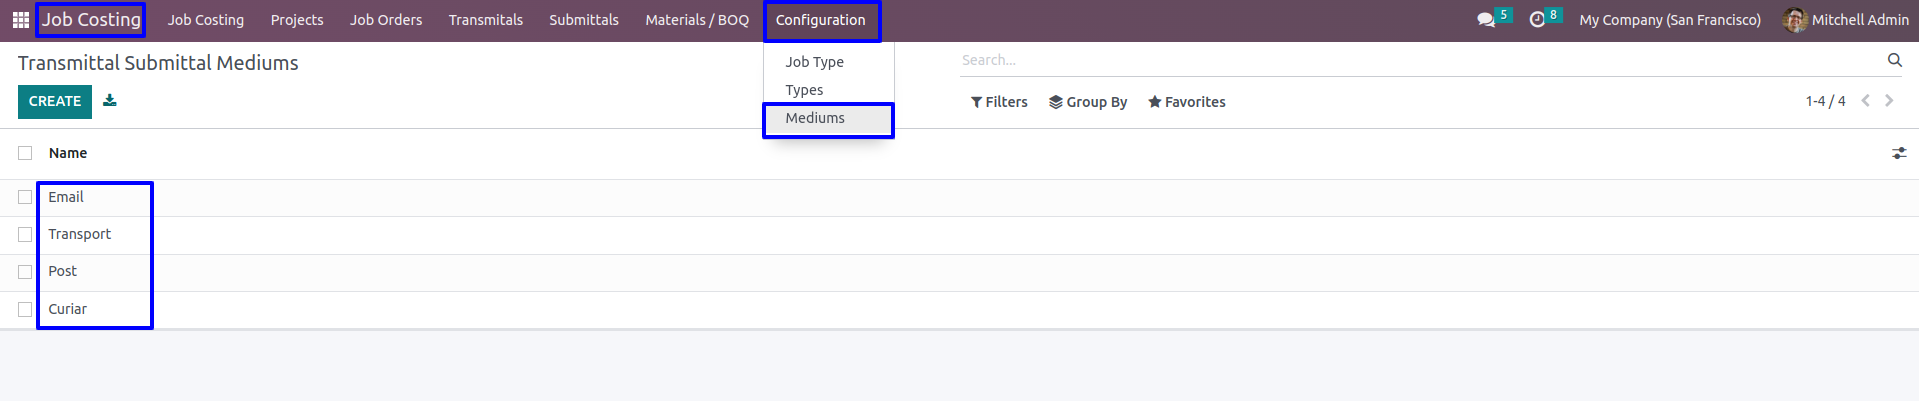 Job Costing Job Costing Projects Job Orders Transmitals Submittals Materials / BOQ Configuration 5 8 My Company (San Francisco) Mitchell Admin
Transmittal Submittal Mediums
Job Type
Types
Mediums
Search...
CREATE
Filters Group By Favorites 1-4 / 4
Name
Email
Transport
Post
Curiar